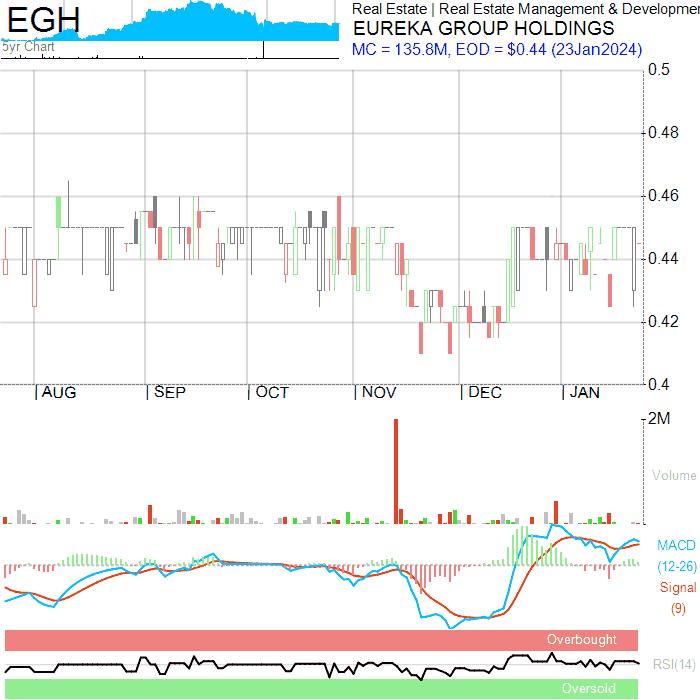 EGH
Real Estate | Real Estate Management & Developmen
EUREKA GROUP HOLDINGS
5yr Chart
MC = 135.8M, EOD = $0.44 (23Jan2024)
0.5
0.48
0.46
0.44
0.42
0.4
|AUG |SEP |OCT |NOV |DEC |JAN
2M
Volume
MACD
(12-26)
Signal
(9)
Overbought
RSI(14)
Oversold